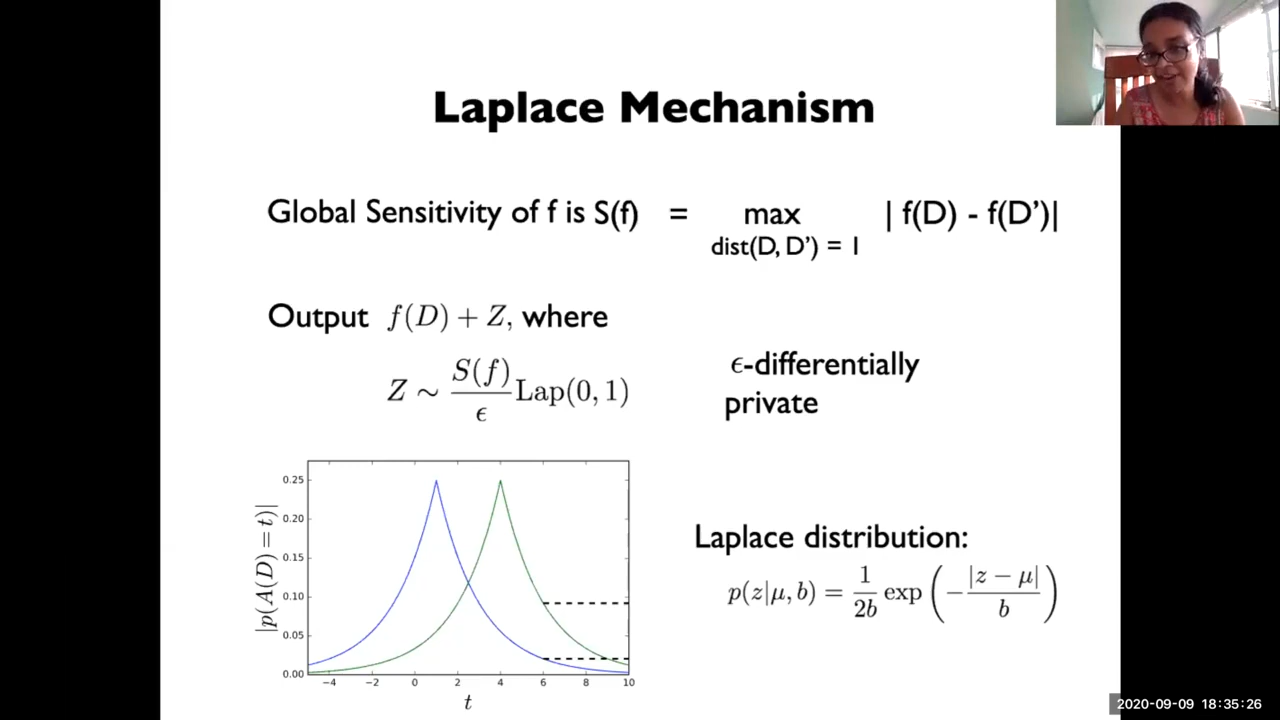 Laplace Mechanism
Global Sensitivity of f is S(f) = max | f(D) - f(D’)|
dist(D, D’) = 1
Output f(D) + Z, where
Z ∼ S(f)/ϵ Lap(0, 1)
ϵ-differentially
private
|p(A(D) = t)|
0.25
0.20
0.15
0.10
0.05
0.00
−4 −2 0 2 4 6 8 10
t
Laplace distribution:
p(z|μ, b) = 1/2b exp(−|z − μ|/b)
2020-09-09 18:35:26